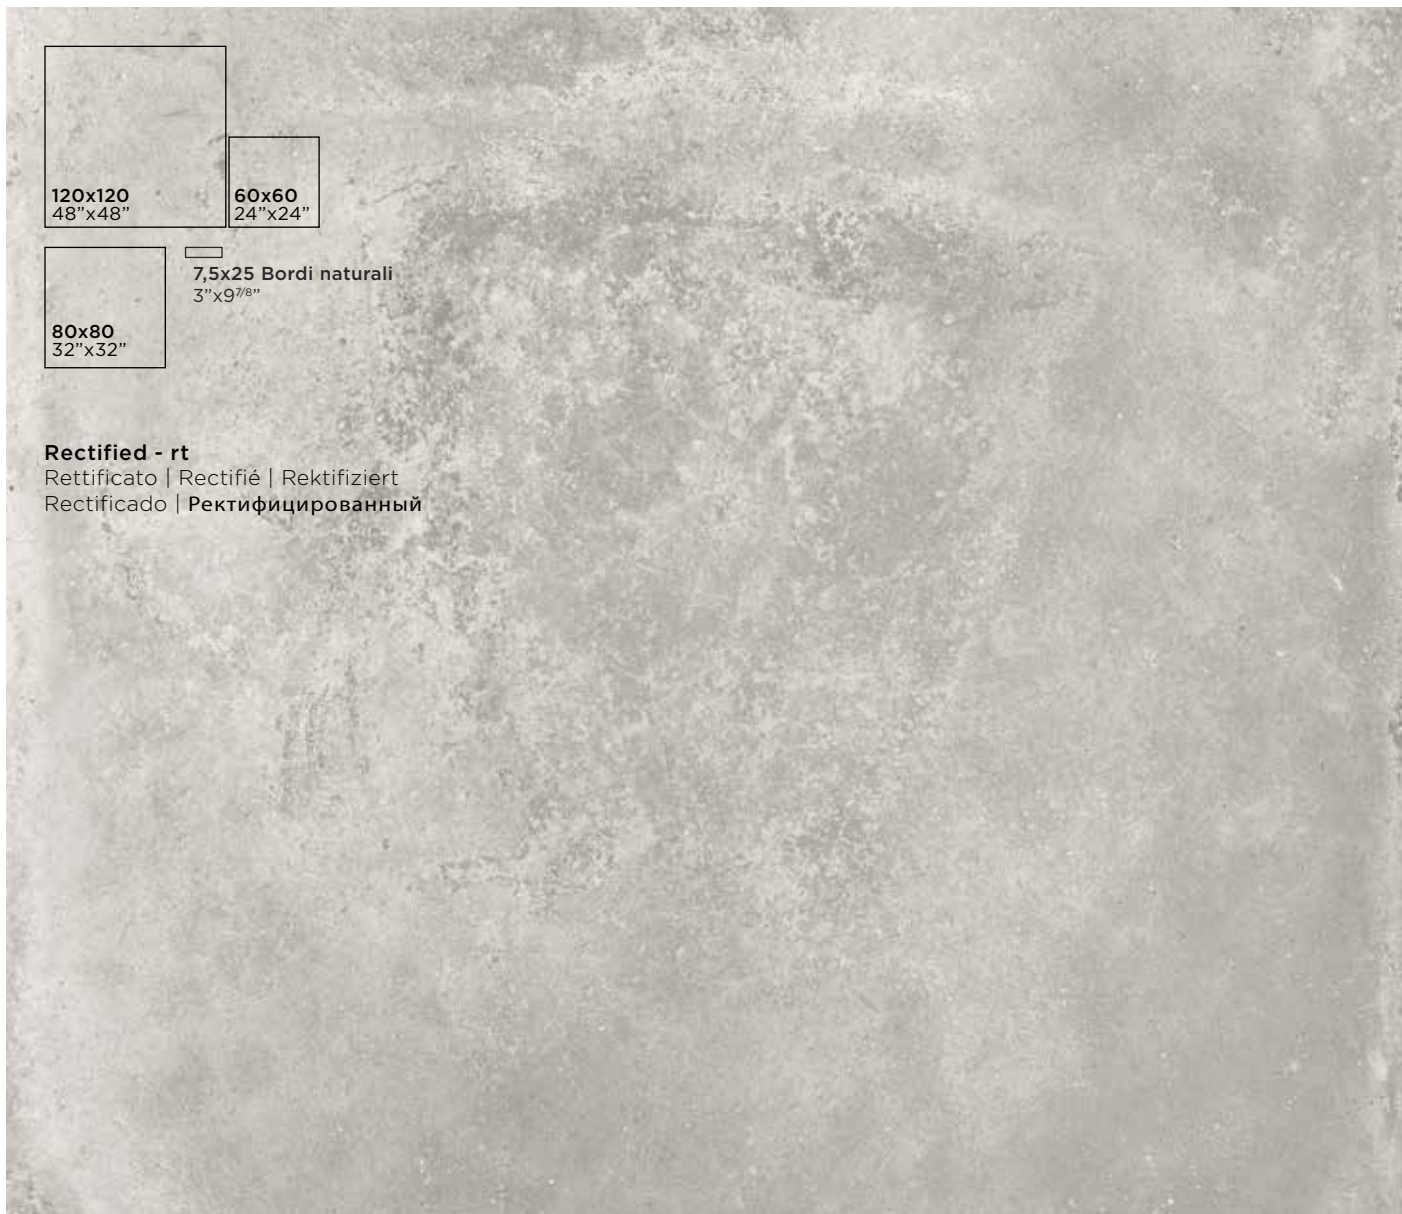 120x120
48”x48”
60x60
24”x24”
7,5x25 Bordi naturali
3”x9⁷/⁸”
80x80
32”x32”
Rectified - rt
Rettificato | Rectifié | Rektifiziert
Rectificado | Ректифицированный